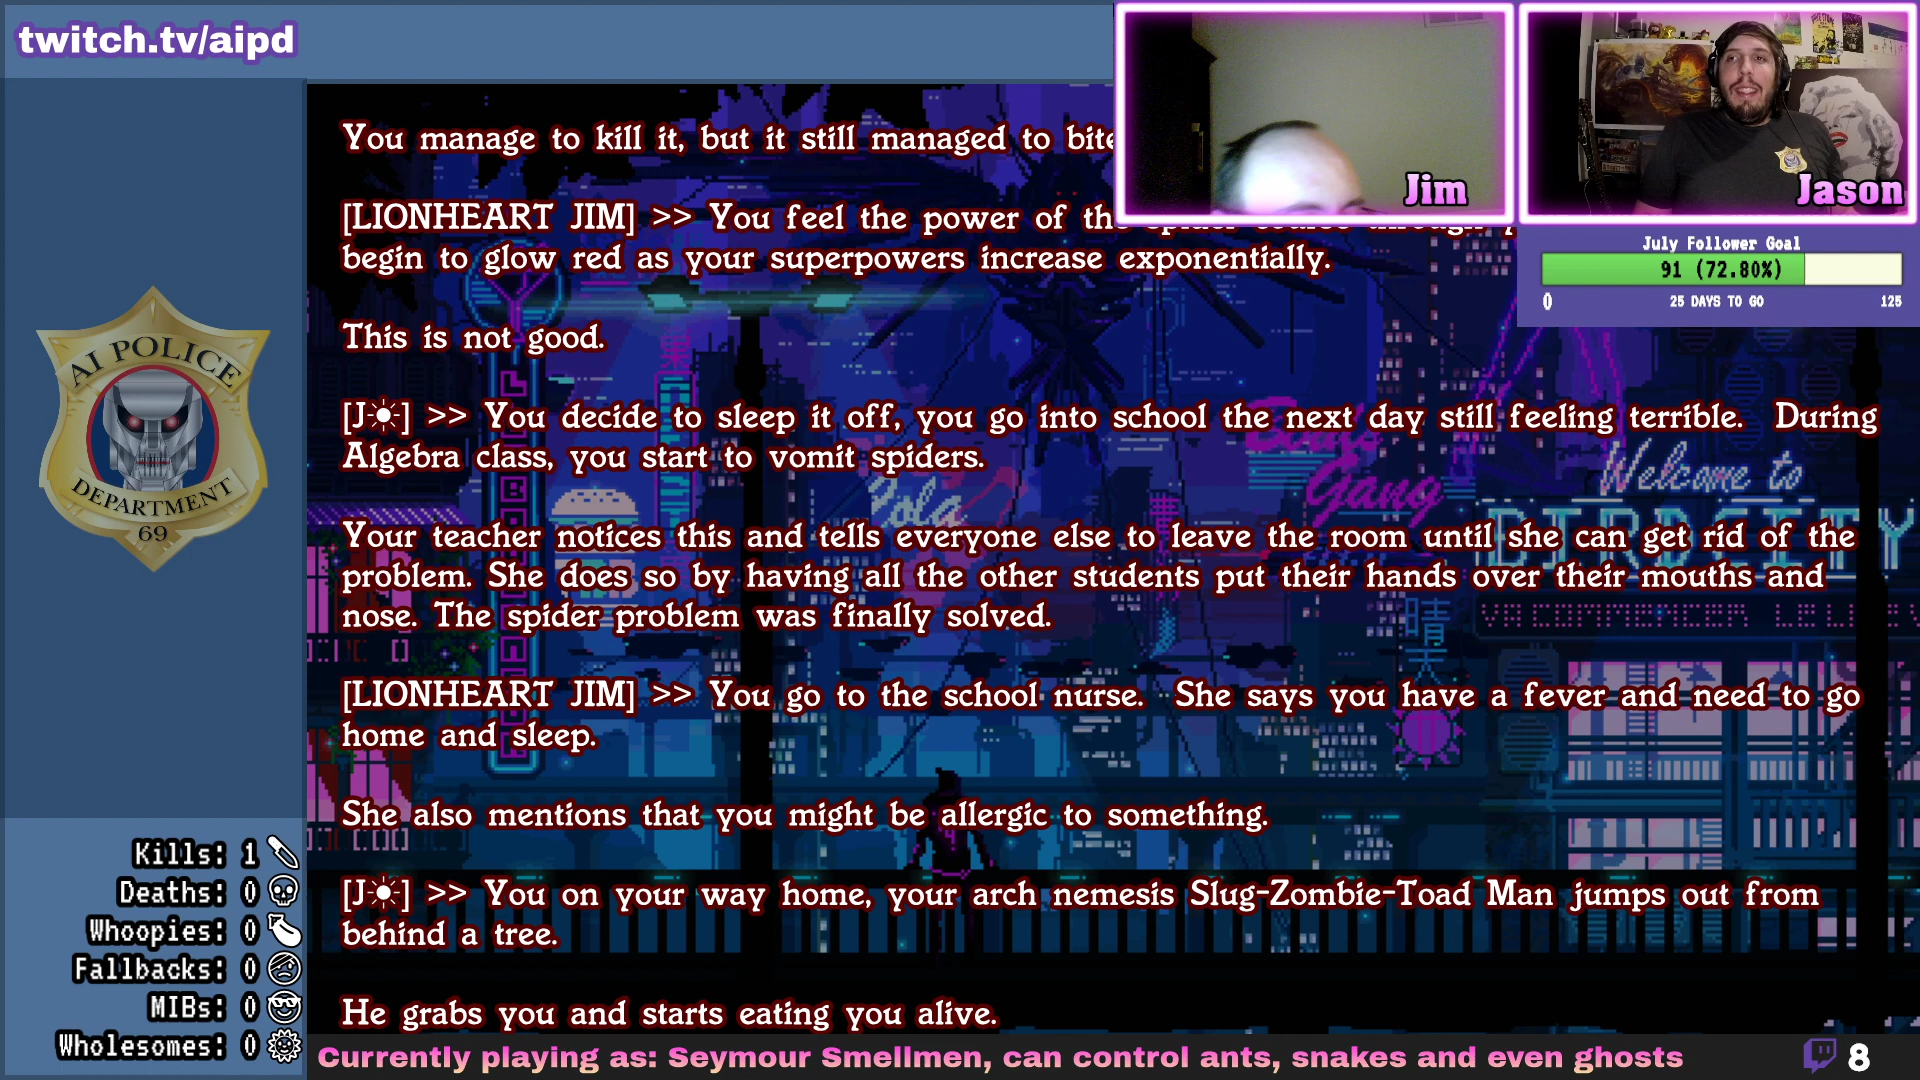 twitch.tv/aipd
Jim
Jason
July Follower Goal
91 (72.80%)
0
25 DAYS TO GO
125
You manage to kill it, but it still managed to bite
[LIONHEART JIM] >> You feel the power of the
begin to glow red as your superpowers increase exponentially.
This is not good.
[J☀] >> You decide to sleep it off, you go into school the next day still feeling terrible. During
Algebra class, you start to vomit spiders.
Your teacher notices this and tells everyone else to leave the room until she can get rid of the
problem. She does so by having all the other students put their hands over their mouths and
nose. The spider problem was finally solved.
[LIONHEART JIM] >> You go to the school nurse. She says you have a fever and need to go
home and sleep.
She also mentions that you might be allergic to something.
[J☀] >> You on your way home, your arch nemesis Slug-Zombie-Toad Man jumps out from
behind a tree.
He grabs you and starts eating you alive.
Welcome to
BIRDCITY
Gang
晴
AI POLICE
DEPARTMENT
69
Kills: 1
Deaths: 0
Whoopies: 0
Fallbacks: 0
MIBs: 0
Wholesomes: 0
Currently playing as: Seymour Smellmen, can control ants, snakes and even ghosts
8